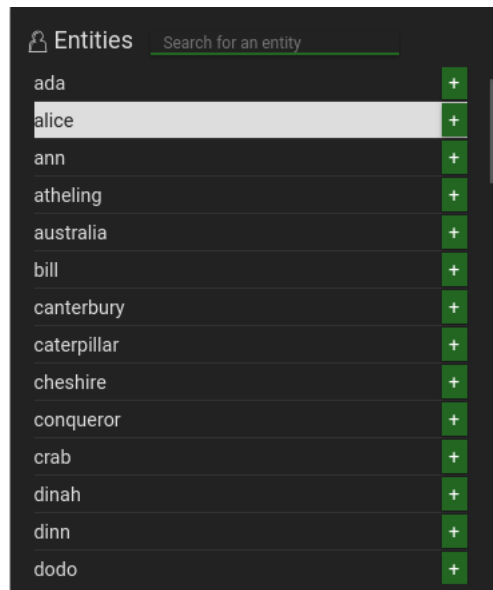 Entities Search for an entity
ada +
alice +
ann +
atheling +
australia +
bill +
canterbury +
caterpillar +
cheshire +
conqueror +
crab +
dinah +
dinn +
dodo +